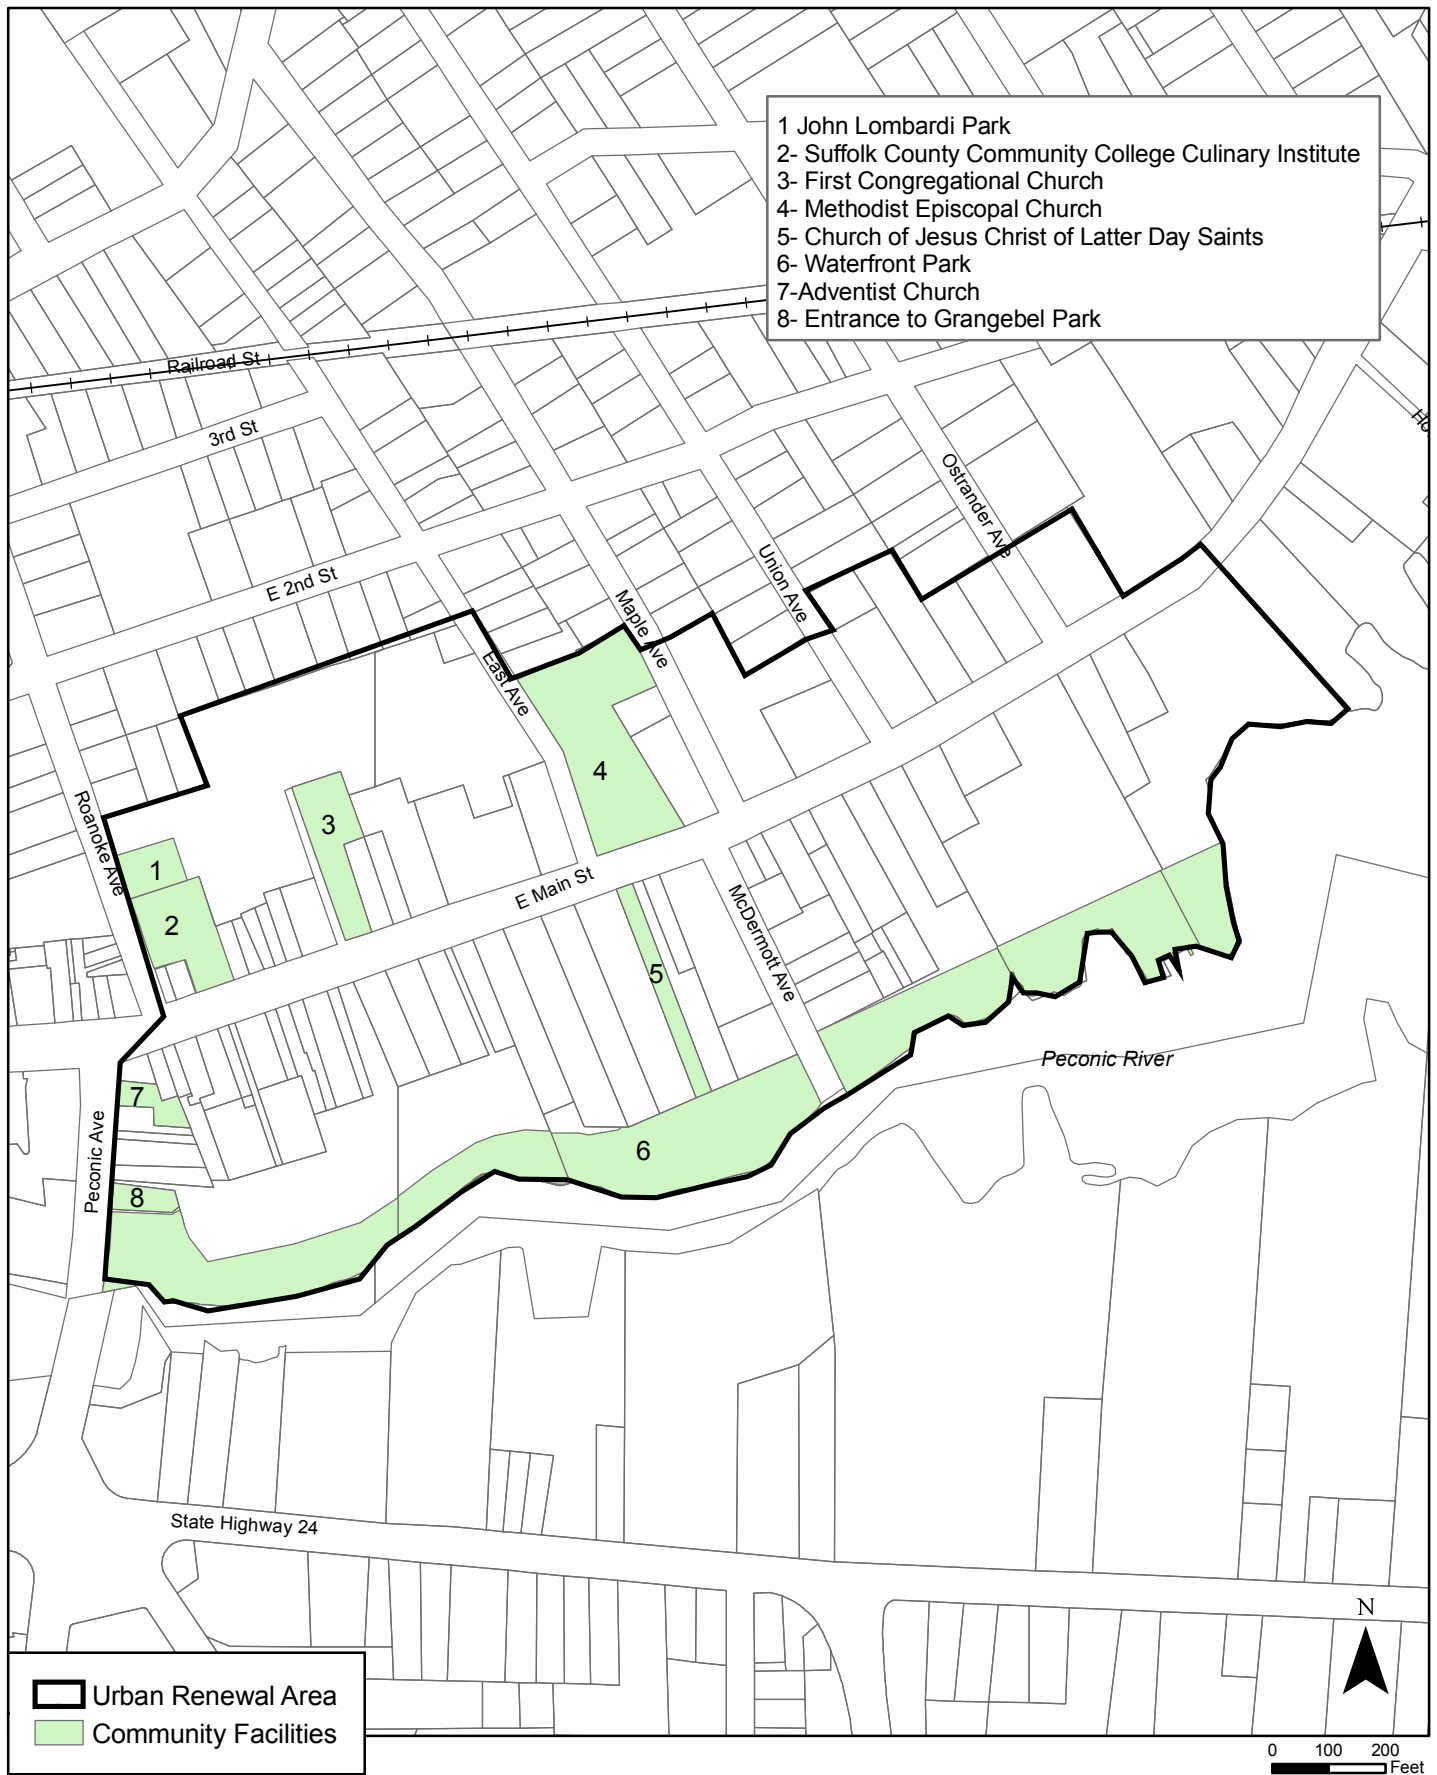 1 John Lombardi Park
2- Suffolk County Community College Culinary Institute
3- First Congregational Church
4- Methodist Episcopal Church
5- Church of Jesus Christ of Latter Day Saints
6- Waterfront Park
7-Adventist Church
8- Entrance to Grangebel Park
Railroad St
3rd St
Ho
Ostrander Ave
Union Ave
E 2nd St
Maple Ave
East Ave
4
Roanoke Ave
3
1
E Main St
McDermott Ave
2
5
Peconic River
7
Peconic Ave
6
8
State Highway 24
N
Urban Renewal Area
Community Facilities
0 100 200
Feet